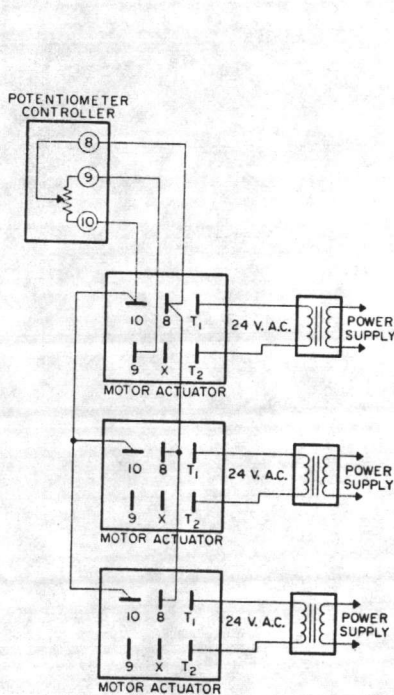 POTENTIOMETER
CONTROLLER
8
9
10
10 8 T1
24 V. A.C.
POWER
SUPPLY
9 X T2
MOTOR ACTUATOR
10 8 T1
24 V. A.C.
POWER
SUPPLY
9 X T2
MOTOR ACTUATOR
10 8 T1
24 V. A.C.
POWER
SUPPLY
9 X T2
MOTOR ACTUATOR